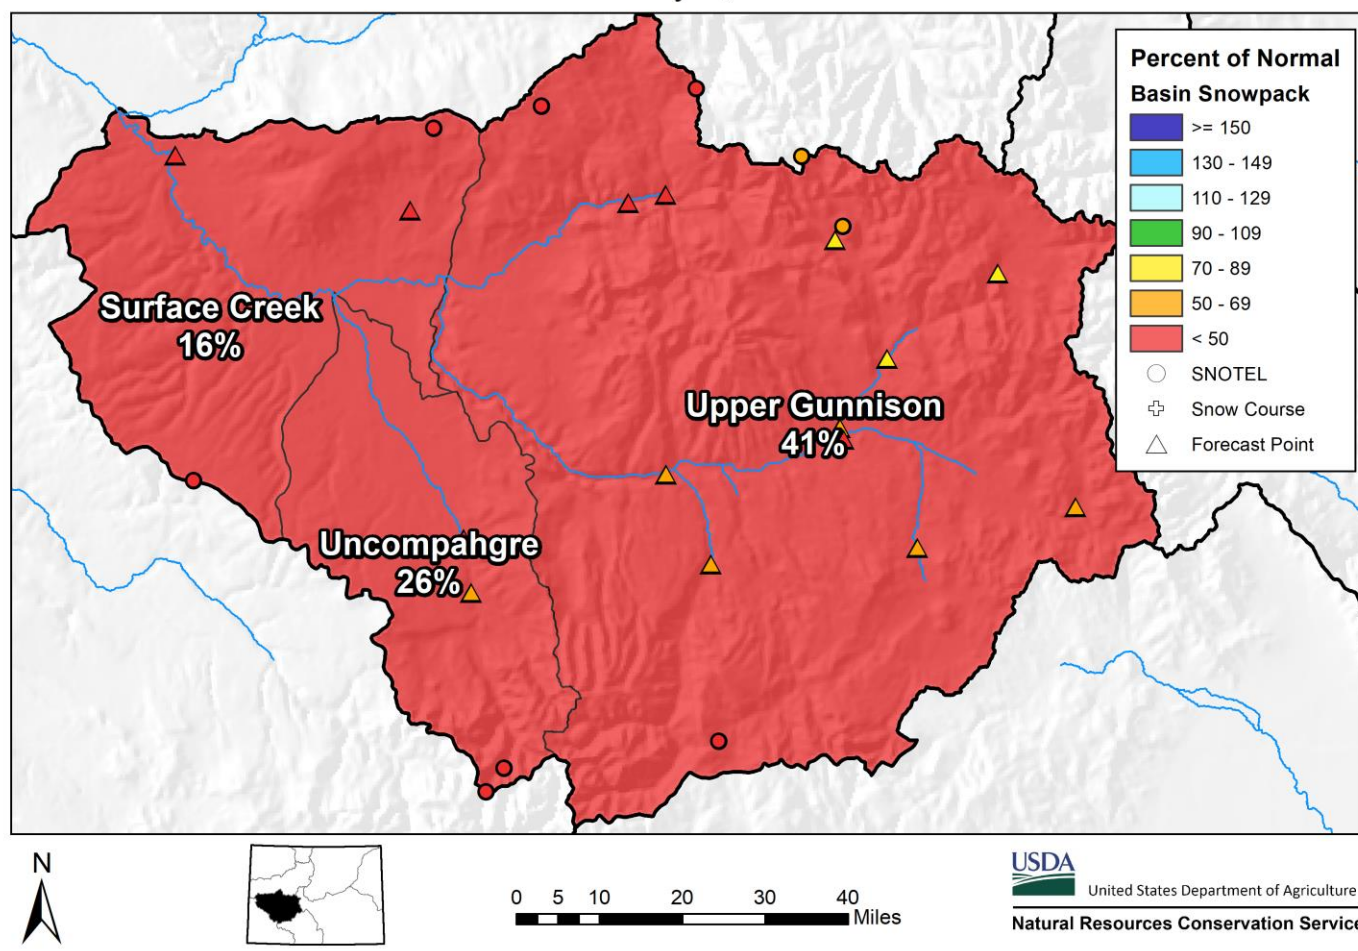 Percent of Normal
Basin Snowpack
>= 150
130 - 149
110 - 129
90 - 109
70 - 89
50 - 69
< 50
SNOTEL
Snow Course
Forecast Point
Surface Creek
16%
Upper Gunnison
41%
Uncompahgre
26%
N
0 5 10 20 30 40
Miles
USDA
United States Department of Agriculture
Natural Resources Conservation Service